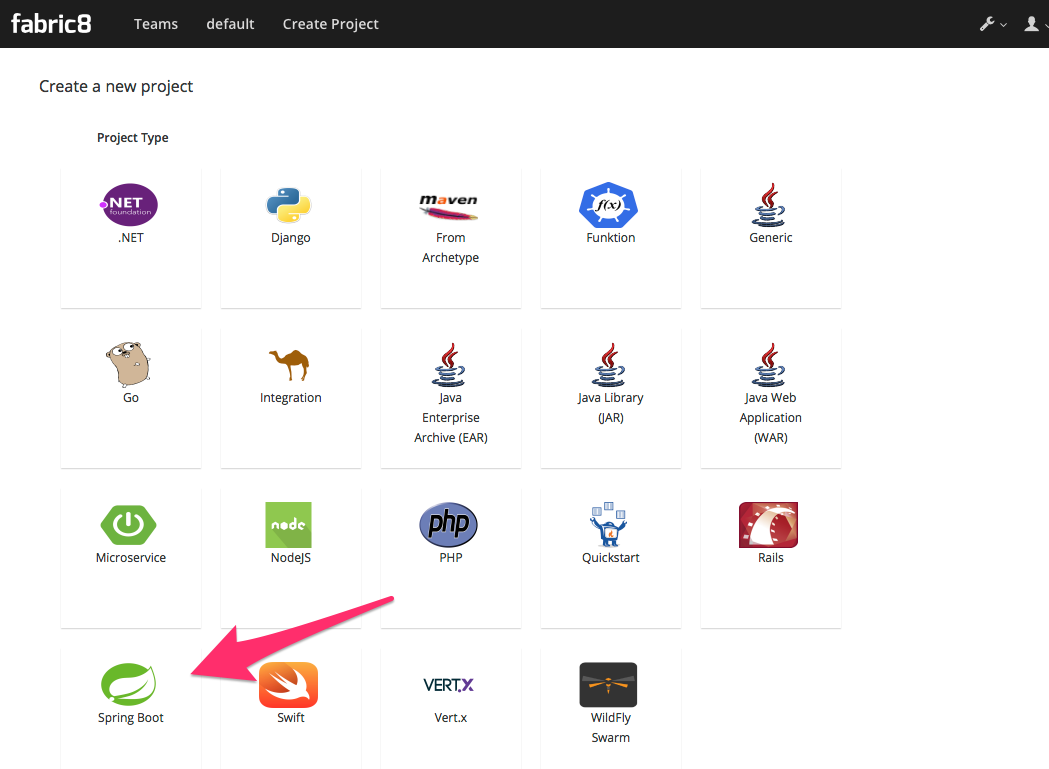 fabric8 Teams default Create Project
Create a new project
Project Type
.NET foundation
python
maven
f(x)
.NET Django From Archetype Funktion Generic
Go Integration Java Enterprise Archive (EAR) Java Library (JAR) Java Web Application (WAR)
node
php
Microservice NodeJS PHP Quickstart Rails
VERT.X
Spring Boot Swift Vert.x WildFly Swarm